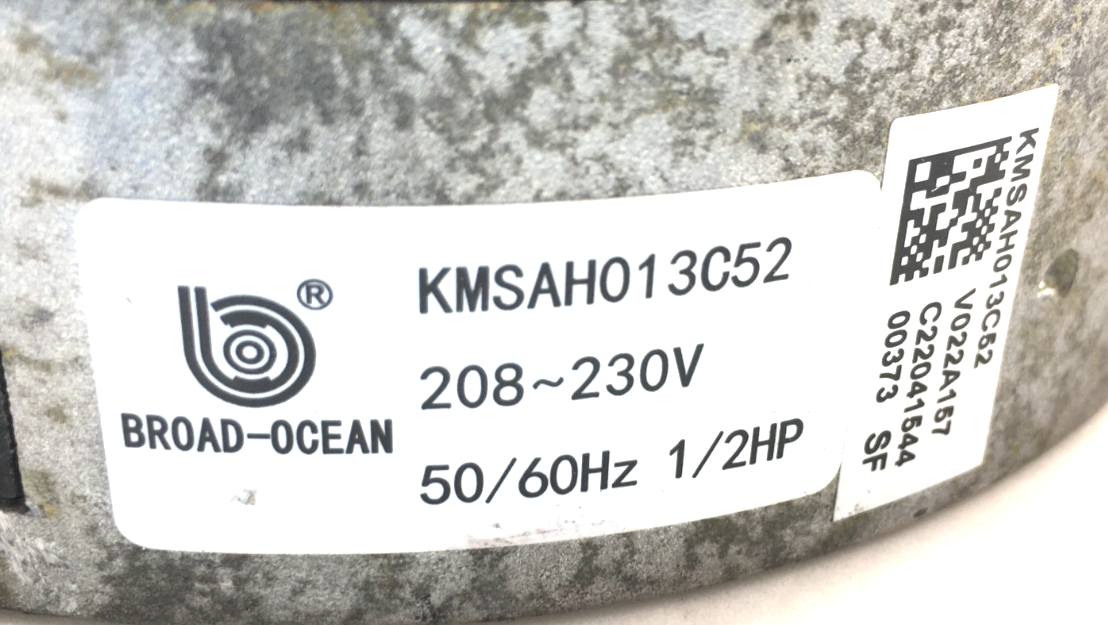 ®
BROAD-OCEAN
KMSAH013C52
208~230V
50/60Hz 1/2HP
KMSAH013C52
V022A157
C22041544
00373 SF